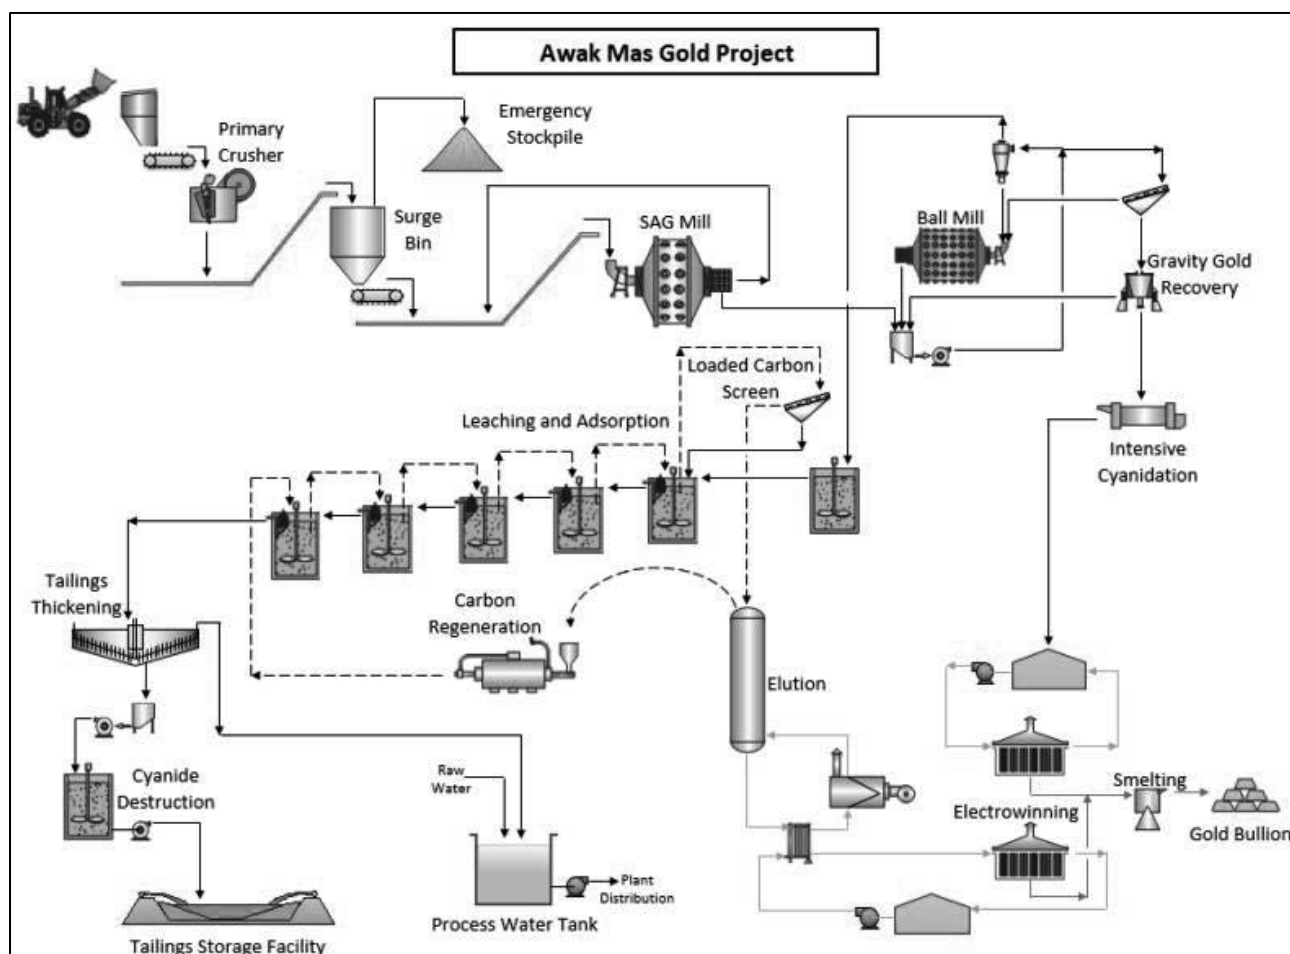 Awak Mas Gold Project
Primary
Crusher
Emergency
Stockpile
Surge
Bin
SAG Mill
Ball Mill
Gravity Gold
Recovery
Loaded Carbon
Screen
Leaching and Adsorption
Intensive
Cyanidation
Tailings
Thickening
Carbon
Regeneration
Elution
Cyanide
Destruction
Raw
Water
Smelting
Electrowinning
Gold Bullion
Plant
Distribution
Process Water Tank
Tailings Storage Facility